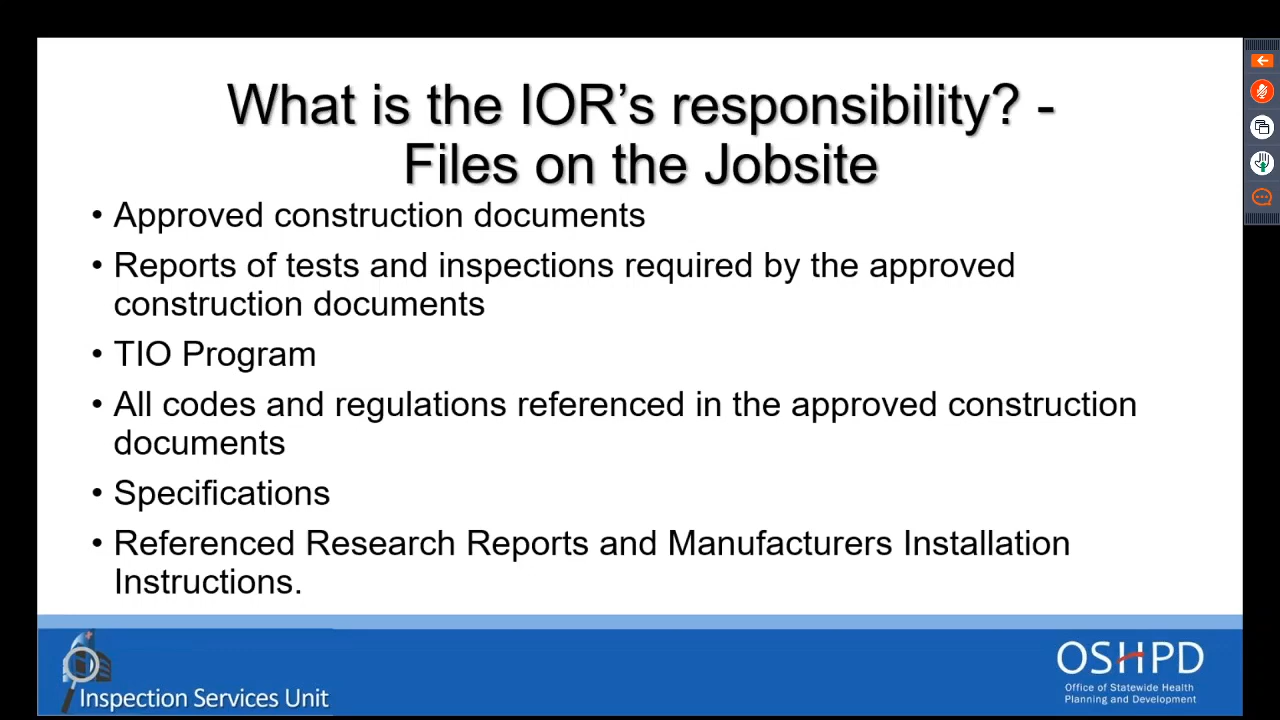 What is the IOR’s responsibility? -
Files on the Jobsite
• Approved construction documents
• Reports of tests and inspections required by the approved
construction documents
• TIO Program
• All codes and regulations referenced in the approved construction
documents
• Specifications
• Referenced Research Reports and Manufacturers Installation
Instructions.
Inspection Services Unit
OSHPD
Office of Statewide Health
Planning and Development